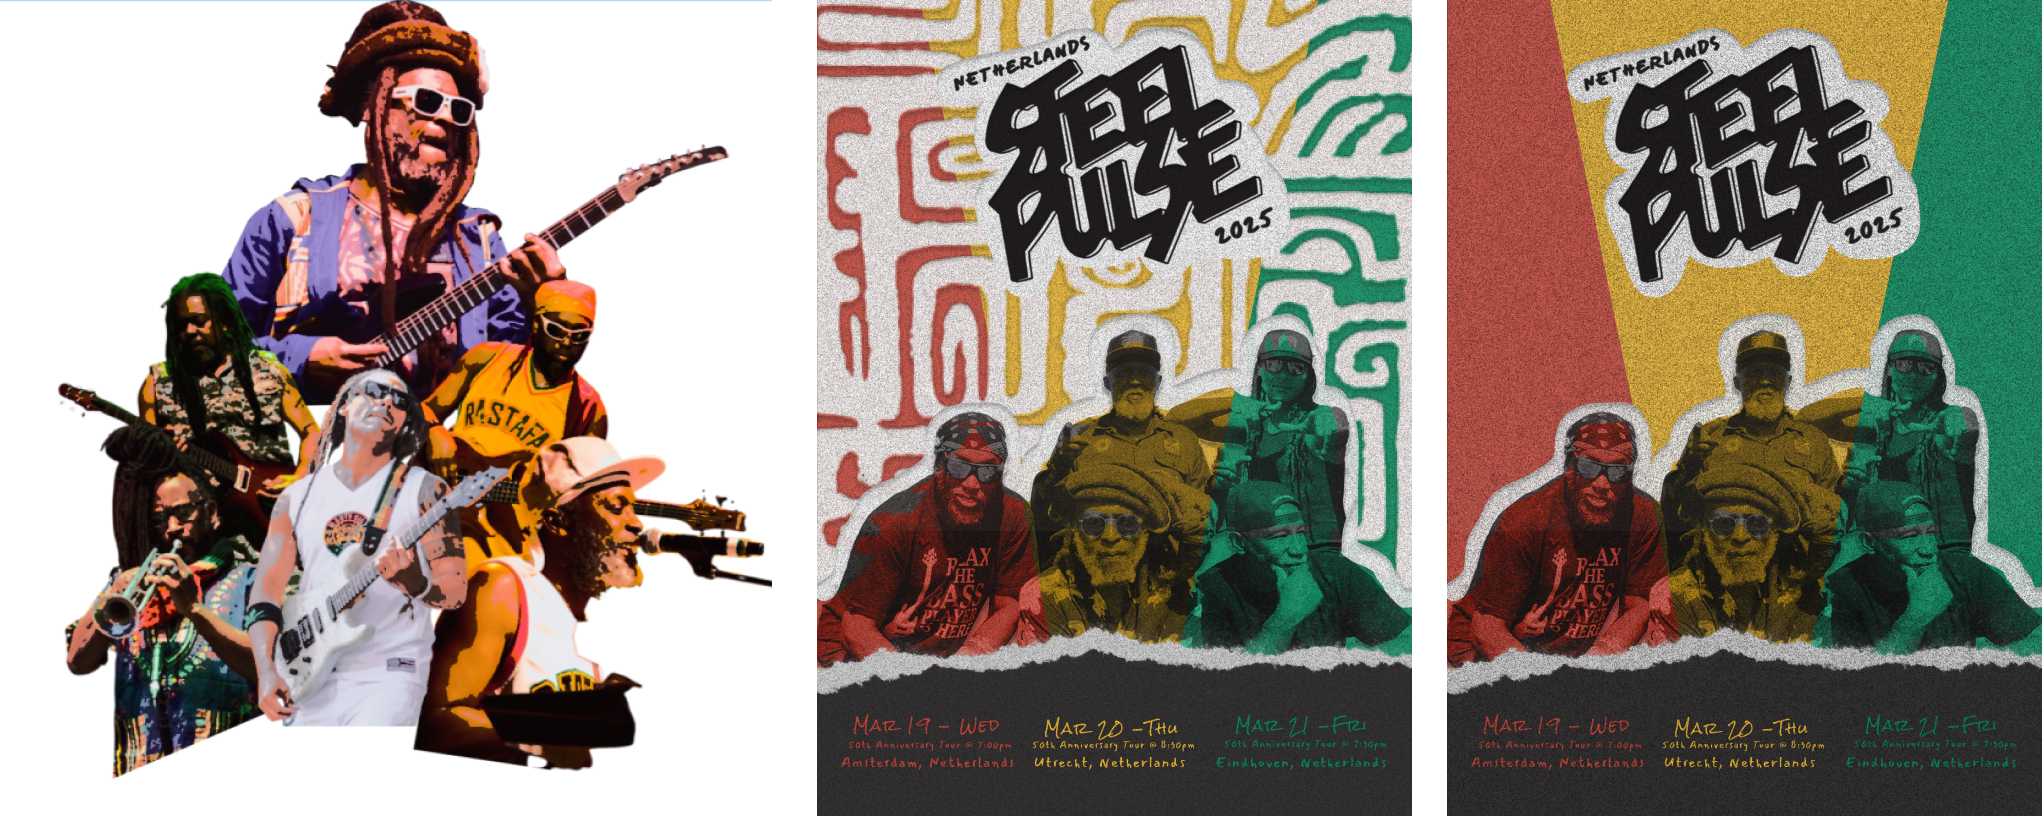 RASTAFA
NETHERLANDS
STEEL
PULSE
2025
THE
BASS
PLAYER
HERE
MAR 19 - WED
50th Anniversary Tour @ 7:00pm
Amsterdam, Netherlands
MAR 20 -THU
50th Anniversary Tour @ 8:30pm
Utrecht, Netherlands
MAR 21 -FRI
50th Anniversary Tour @ 7:30pm
Eindhoven, Netherlands
NETHERLANDS
STEEL
PULSE
2025
THE
BASS
PLAYER
HERE
MAR 19 - WED
50th Anniversary Tour @ 7:00pm
Amsterdam, Netherlands
MAR 20 -THU
50th Anniversary Tour @ 8:30pm
Utrecht, Netherlands
MAR 21 -FRI
50th Anniversary Tour @ 7:30pm
Eindhoven, Netherlands